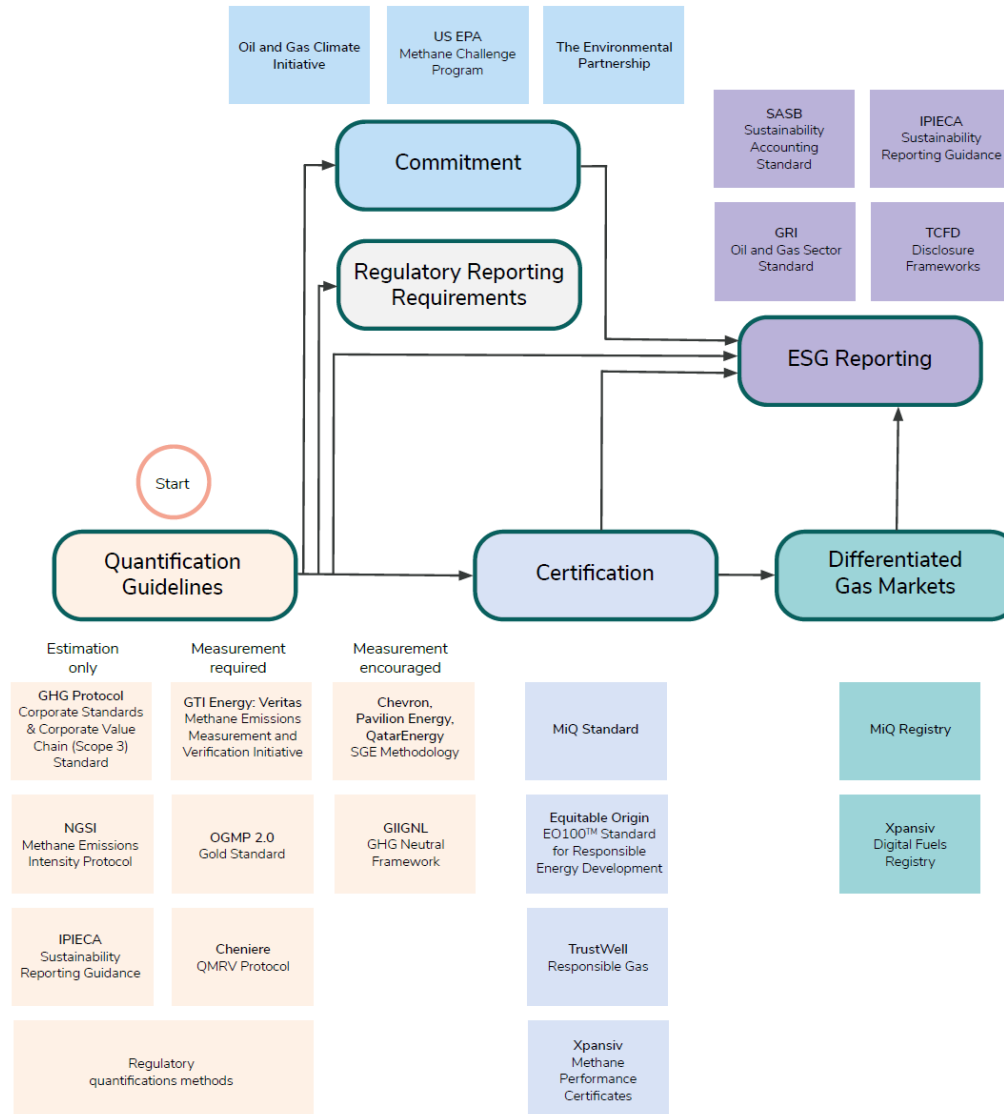 Oil and Gas Climate
Initiative
US EPA
Methane Challenge
Program
The Environmental
Partnership
SASB
Sustainability
Accounting
Standard
IPIECA
Sustainability
Reporting Guidance
Commitment
GRI
Oil and Gas Sector
Standard
TCFD
Disclosure
Frameworks
Regulatory Reporting
Requirements
ESG Reporting
Start
Quantification
Guidelines
Certification
Differentiated
Gas Markets
Estimation
only
Measurement
required
Measurement
encouraged
GHG Protocol
Corporate Standards
& Corporate Value
Chain (Scope 3)
Standard
GTI Energy: Veritas
Methane Emissions
Measurement and
Verification Initiative
Chevron,
Pavilion Energy,
QatarEnergy
SGE Methodology
MiQ Standard
MiQ Registry
NGSI
Methane Emissions
Intensity Protocol
OGMP 2.0
Gold Standard
GIIGNL
GHG Neutral
Framework
Equitable Origin
EO100™ Standard
for Responsible
Energy Development
Xpansiv
Digital Fuels
Registry
IPIECA
Sustainability
Reporting Guidance
Cheniere
QMRV Protocol
TrustWell
Responsible Gas
Regulatory
quantifications methods
Xpansiv
Methane
Performance
Certificates